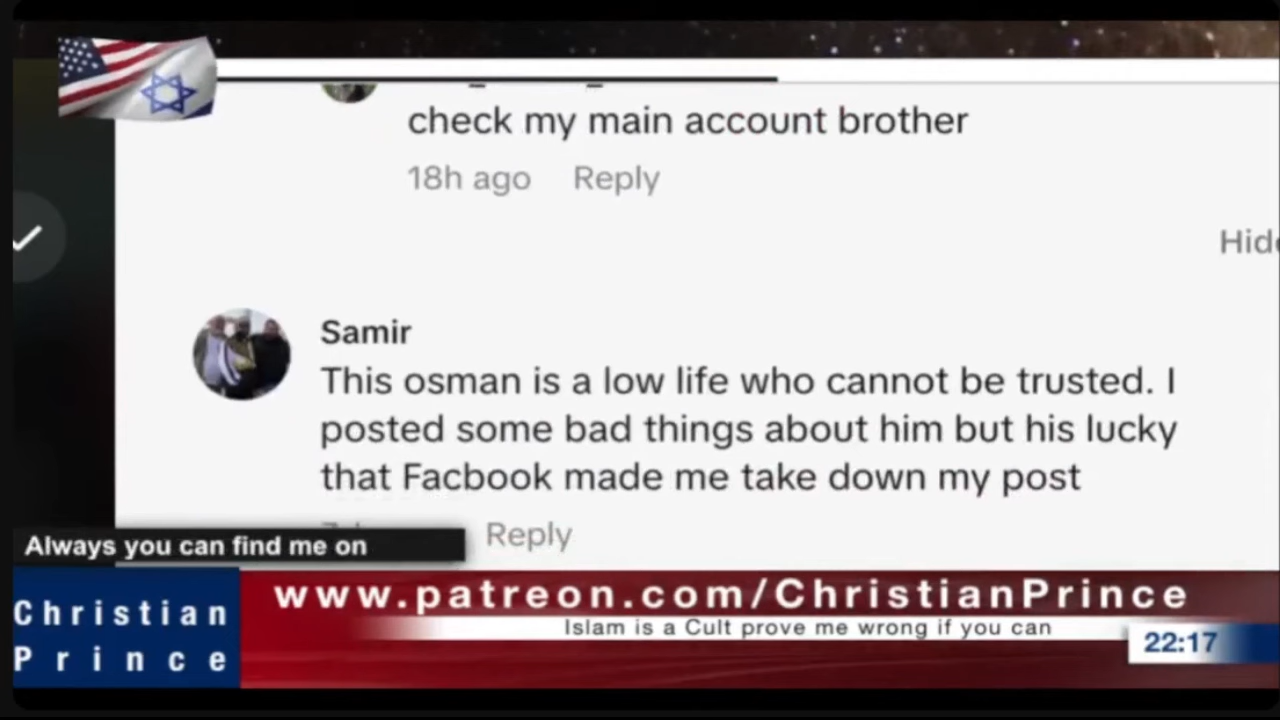 check my main account brother
18h ago Reply
Hid
Samir
This osman is a low life who cannot be trusted. I
posted some bad things about him but his lucky
that Facbook made me take down my post
Reply
Always you can find me on
www.patreon.com/ChristianPrince
Islam is a Cult prove me wrong if you can
Christian
Prince
22:17